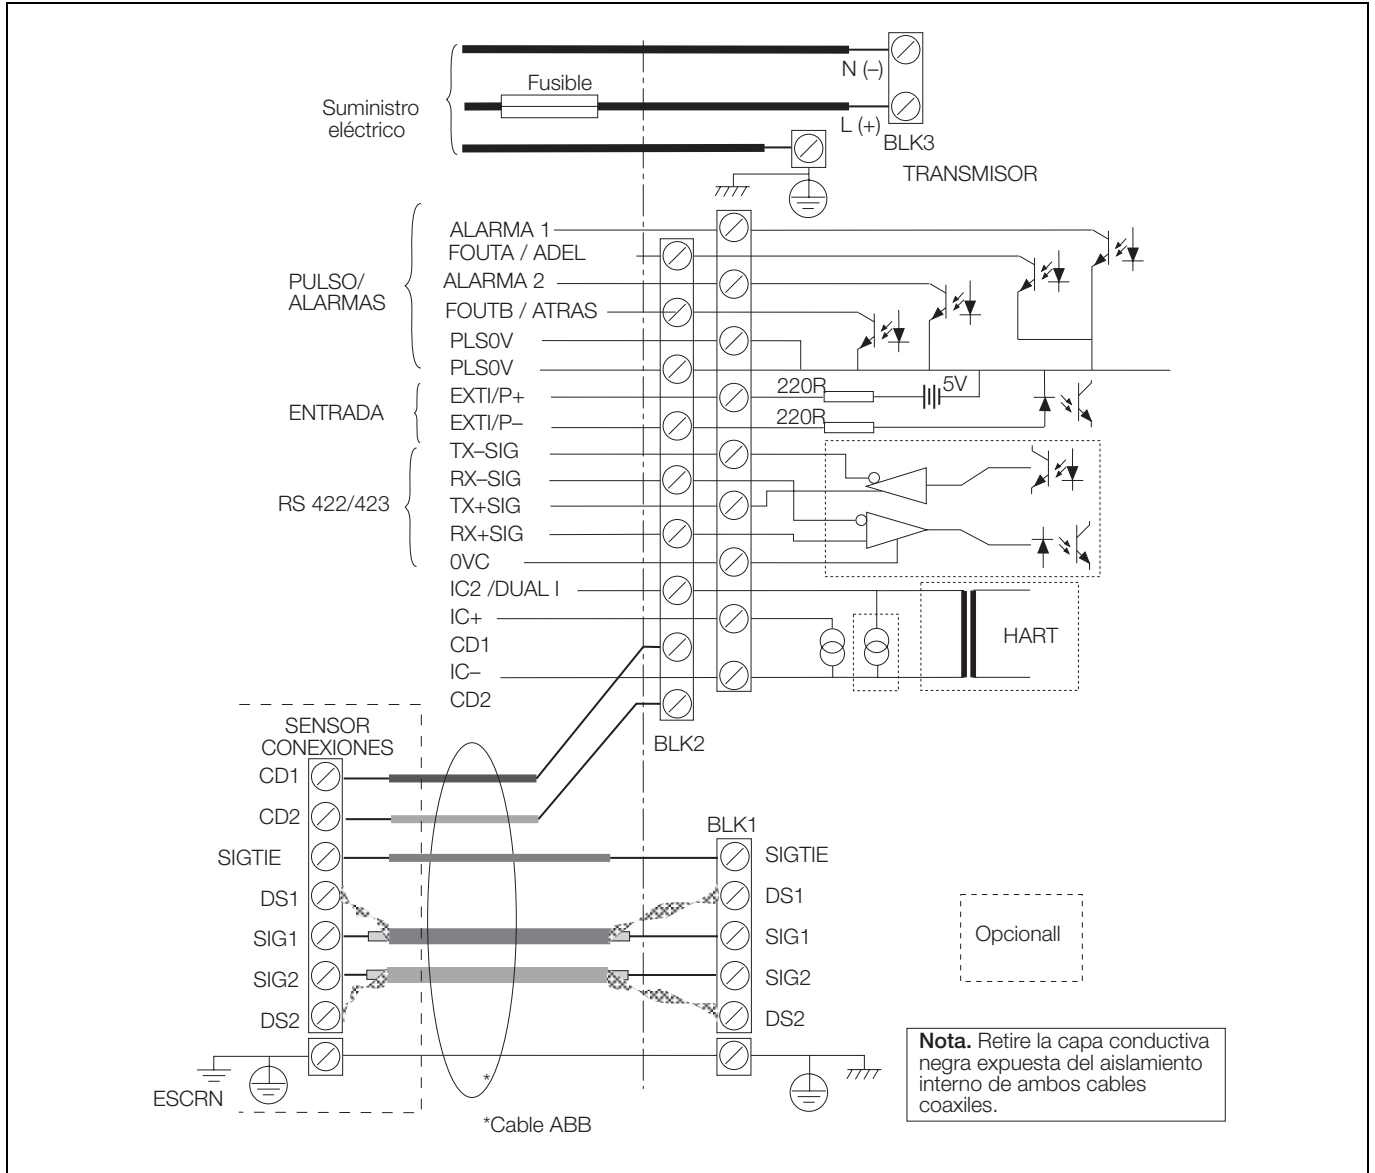 N (–)
Fusible
Suministro
eléctrico
L (+)
BLK3
TRANSMISOR
ALARMA 1
FOUTA / ADEL
PULSO/
ALARMAS
ALARMA 2
FOUTB / ATRAS
PLS0V
PLS0V
ENTRADA
EXTI/P+
220R
5V
EXTI/P–
220R
TX–SIG
RX–SIG
RS 422/423
TX+SIG
RX+SIG
0VC
IC2 /DUAL I
IC+
HART
CD1
IC–
CD2
BLK2
SENSOR
CONEXIONES
CD1
CD2
BLK1
SIGTIE
SIGTIE
DS1
DS1
SIG1
SIG1
Opcionall
SIG2
SIG2
DS2
DS2
Nota. Retire la capa conductiva
negra expuesta del aislamiento
interno de ambos cables
coaxiles.
ESCRN
*
*Cable ABB